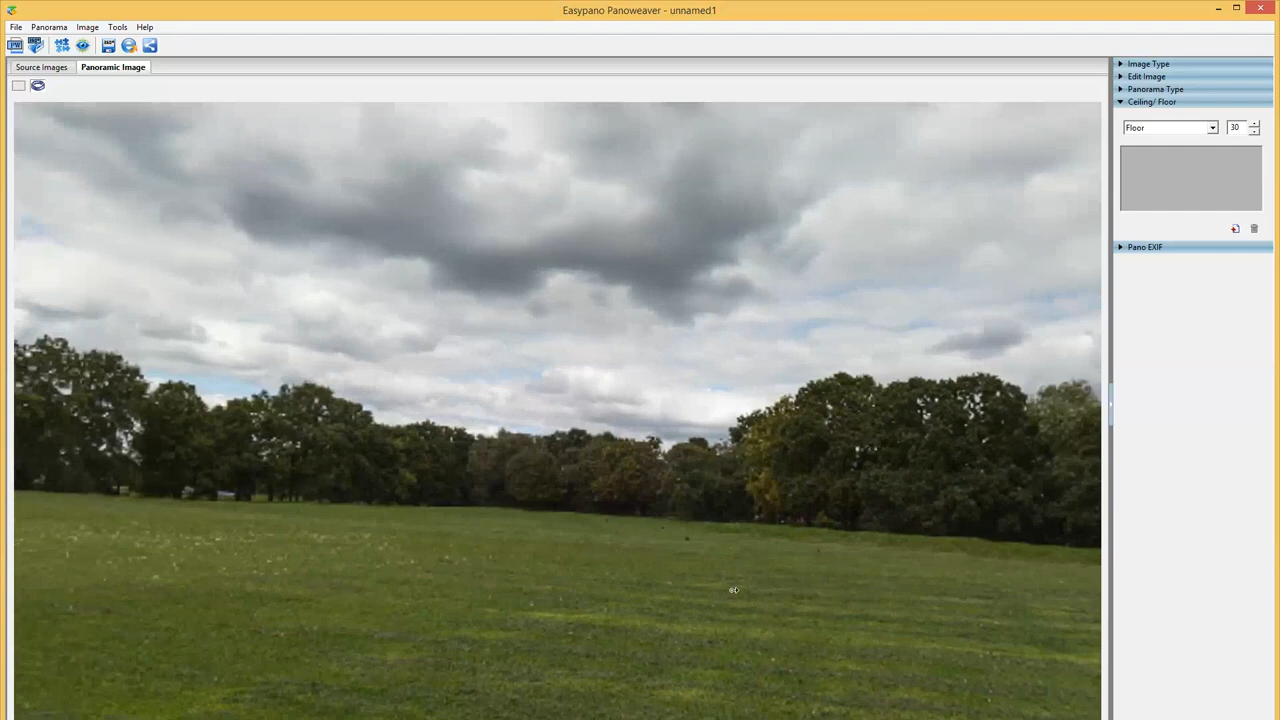 Easypano Panoweaver - unnamed1
File Panorama Image Tools Help
Source Images Panoramic Image
Image Type
Edit Image
Panorama Type
Ceiling/ Floor
Floor 30
Pano EXIF